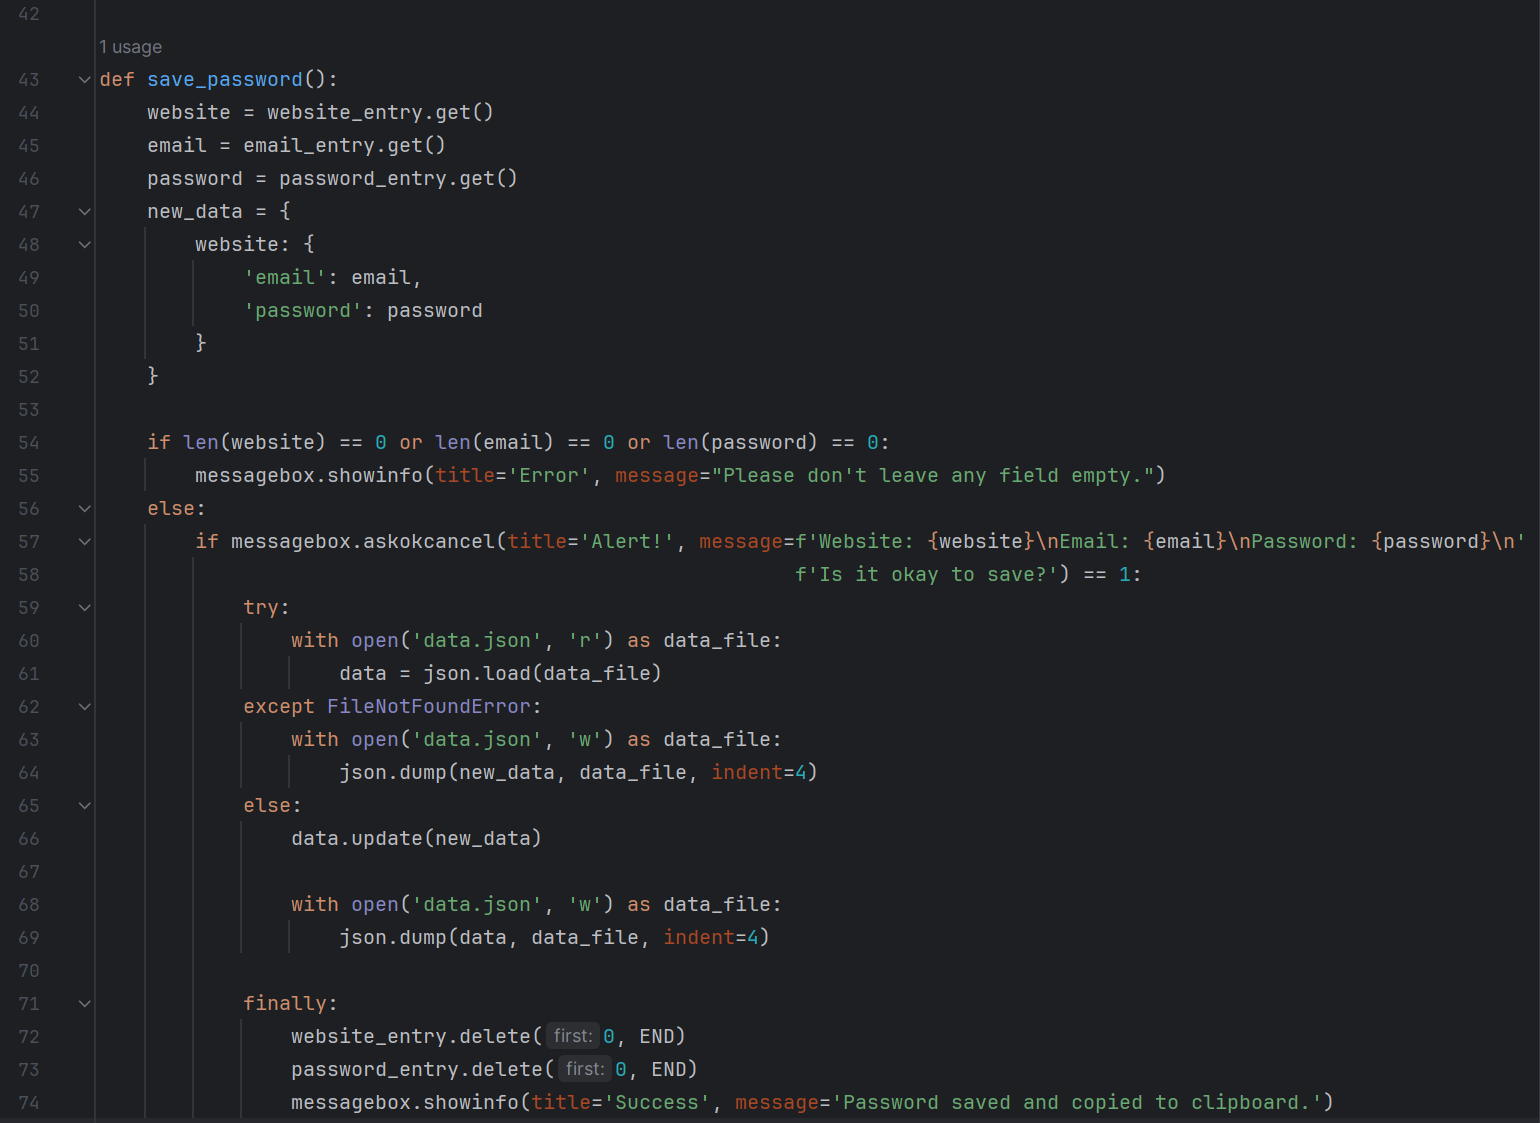 42
1 usage
43 def save_password():
44     website = website_entry.get()
45     email = email_entry.get()
46     password = password_entry.get()
47     new_data = {
48         website: {
49             'email': email,
50             'password': password
51         }
52     }
53
54     if len(website) == 0 or len(email) == 0 or len(password) == 0:
55         messagebox.showinfo(title='Error', message="Please don't leave any field empty.")
56     else:
57         if messagebox.askokcancel(title='Alert!', message=f'Website: {website}\nEmail: {email}\nPassword: {password}\n'
58                                                           f'Is it okay to save?') == 1:
59             try:
60                 with open('data.json', 'r') as data_file:
61                     data = json.load(data_file)
62             except FileNotFoundError:
63                 with open('data.json', 'w') as data_file:
64                     json.dump(new_data, data_file, indent=4)
65             else:
66                 data.update(new_data)
67
68                 with open('data.json', 'w') as data_file:
69                     json.dump(data, data_file, indent=4)
70
71             finally:
72                 website_entry.delete( first: 0, END)
73                 password_entry.delete( first: 0, END)
74                 messagebox.showinfo(title='Success', message='Password saved and copied to clipboard.')